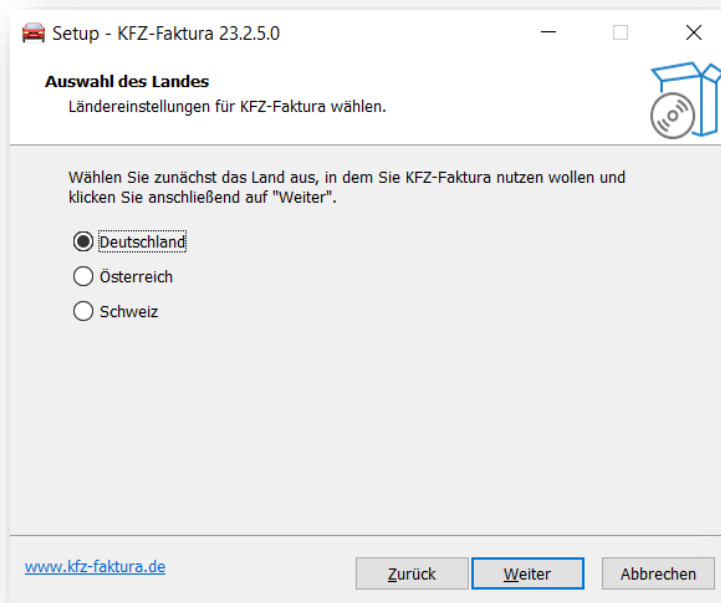 Setup - KFZ-Faktura 23.2.5.0
Auswahl des Landes
Ländereinstellungen für KFZ-Faktura wählen.
Wählen Sie zunächst das Land aus, in dem Sie KFZ-Faktura nutzen wollen und
klicken Sie anschließend auf "Weiter".
Deutschland
Österreich
Schweiz
www.kfz-faktura.de
Zurück
Weiter
Abbrechen